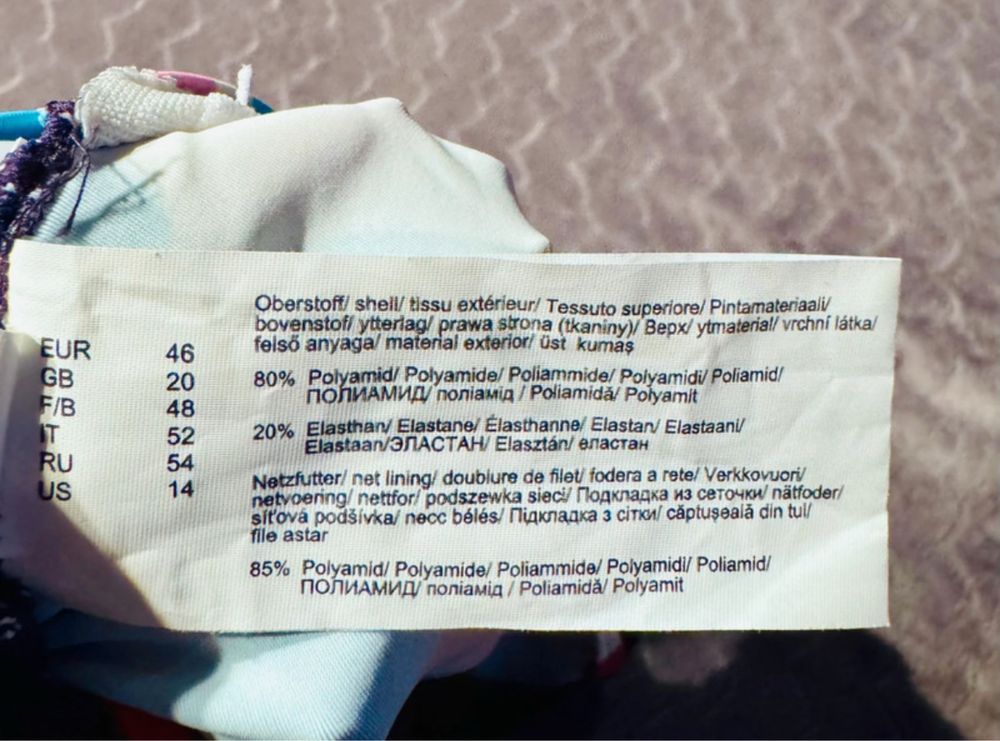 EUR 46
GB 20
F/B 48
IT 52
RU 54
US 14
Oberstoff/ shell/ tissu extérieur/ Tessuto superiore/ Pintamateriaali/
bovenstof/ ytterlag/ prawa strona (tkaniny)/ Верх/ ytmaterial/ vrchní látka/
felső anyaga/ material exterior/ üst kumaş
80% Polyamid/ Polyamide/ Poliammide/ Polyamidi/ Poliamid/
ПОЛИАМИД/ поліамід / Poliamidă/ Polyamit
20% Elasthan/ Elastane/ Élasthanne/ Elastan/ Elastaani/
Elastaan/ЭЛАСТАН/ Elasztán/ еластан
Netzfutter/ net lining/ doublure de filet/ fodera a rete/ Verkkovuori/
netvoering/ nettfor/ podszewka sieci/ Подкладка из сеточки/ nätfoder/
síťová podšívka/ necc bélés/ Підкладка з сітки/ căptuşeală din tul/
file astar
85% Polyamid/ Polyamide/ Poliammide/ Polyamidi/ Poliamid/
ПОЛИАМИД/ поліамід / Poliamidă/ Polyamit